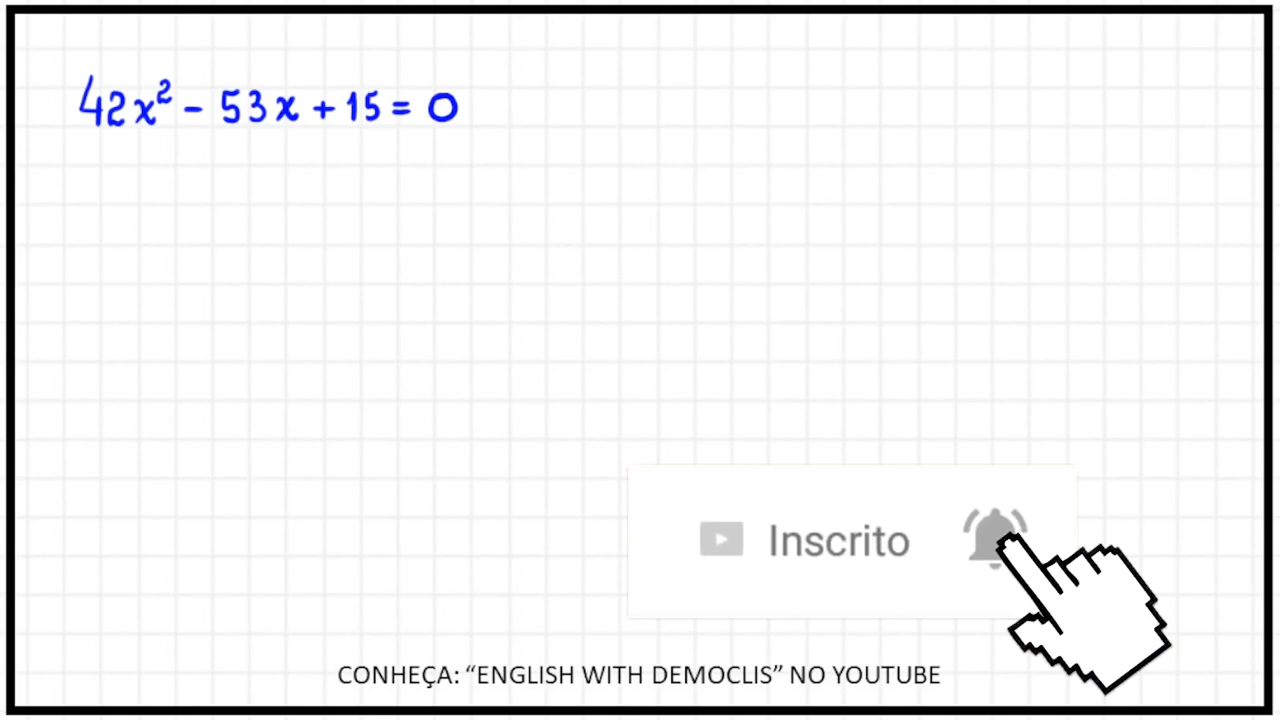 42x² - 53x + 15 = 0
Inscrito
CONHEÇA: “ENGLISH WITH DEMOCLIS” NO YOUTUBE